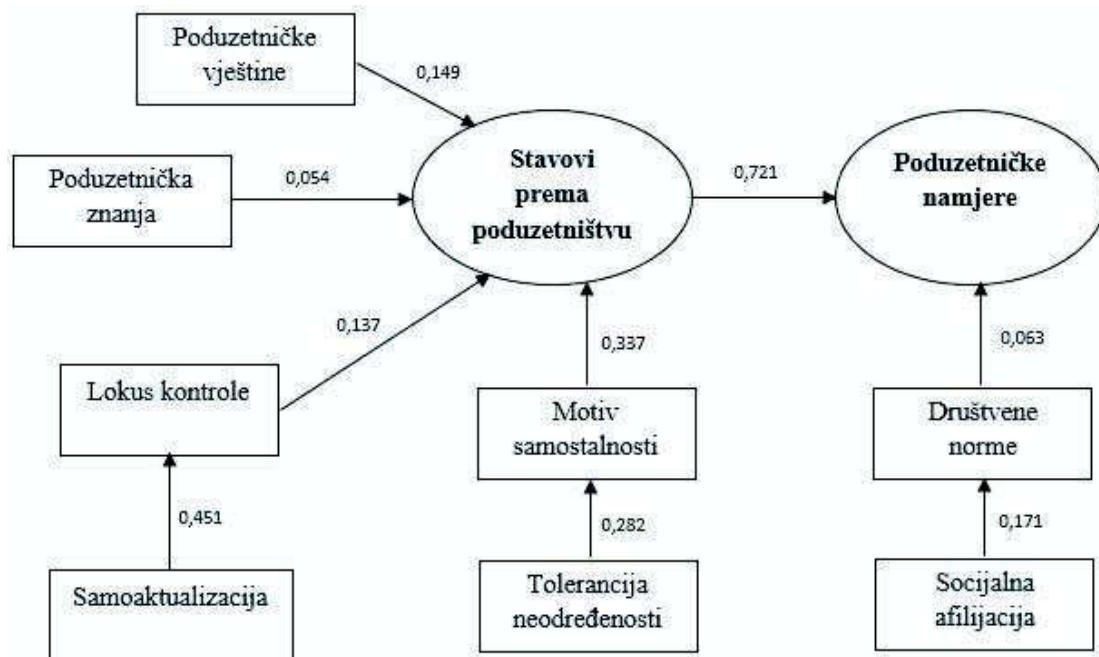 Poduzetničke
vještine
0,149
Poduzetnička
znanja
0,054
Stavovi
prema
poduzetništvu
0,721
Poduzetničke
namjere
0,137
0,337
0,063
Lokus kontrole
Motiv
samostalnosti
Društvene
norme
0,451
0,282
0,171
Samoaktualizacija
Tolerancija
neodređenosti
Socijalna
afilijacija